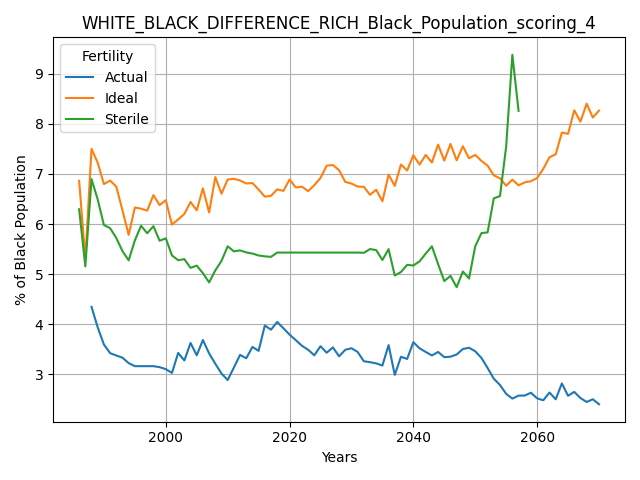 WHITE_BLACK_DIFFERENCE_RICH_Black_Population_scoring_4
Fertility
Actual
Ideal
Sterile
% of Black Population
9
8
7
6
5
4
3
2000
2020
2040
2060
Years